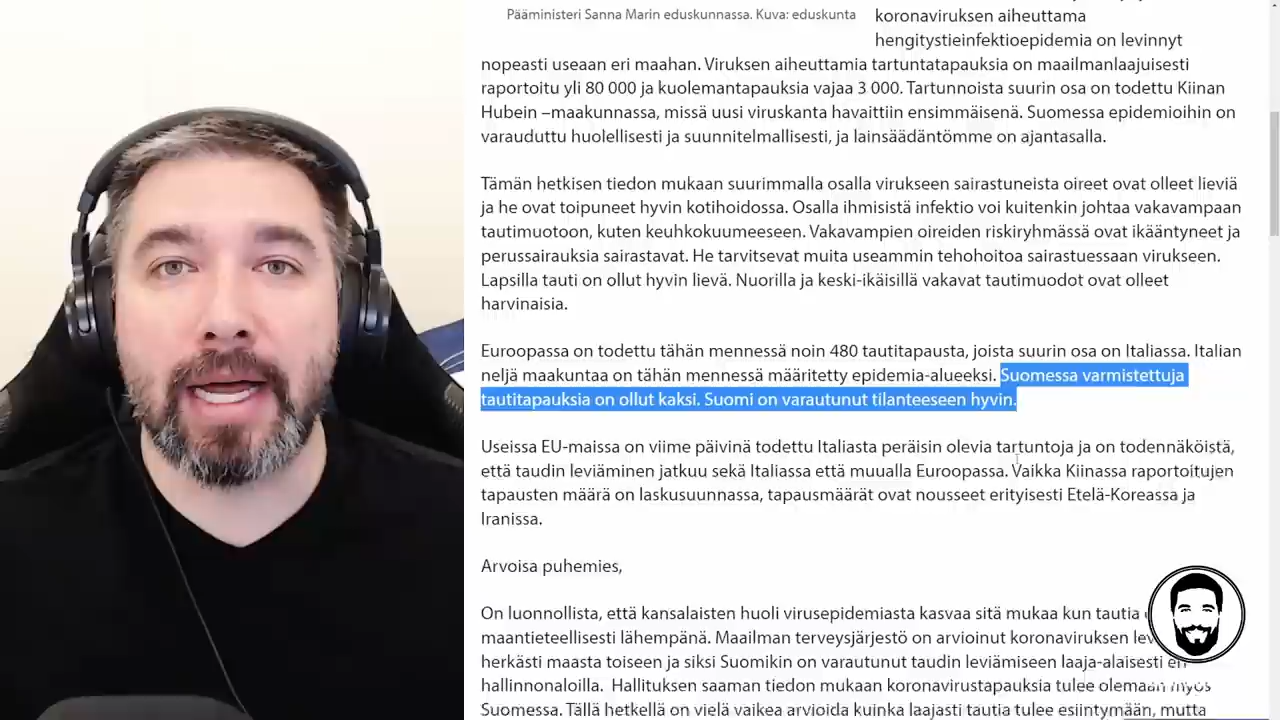 Pääministeri Sanna Marin eduskunnassa. Kuva: eduskunta
koronaviruksen aiheuttama
hengitystieinfektioepidemia on levinnyt
nopeasti useaan eri maahan. Viruksen aiheuttamia tartuntatapauksia on maailmanlaajuisesti
raportoitu yli 80 000 ja kuolemantapauksia vajaa 3 000. Tartunnoista suurin osa on todettu Kiinan
Hubein –maakunnassa, missä uusi viruskanta havaittiin ensimmäisenä. Suomessa epidemioihin on
varauduttu huolellisesti ja suunnitelmallisesti, ja lainsäädäntömme on ajantasalla.
Tämän hetkisen tiedon mukaan suurimmalla osalla virukseen sairastuneista oireet ovat olleet lieviä
ja he ovat toipuneet hyvin kotihoidossa. Osalla ihmisistä infektio voi kuitenkin johtaa vakavampaan
tautimuotoon, kuten keuhkokuumeeseen. Vakavampien oireiden riskiryhmässä ovat ikääntyneet ja
perussairauksia sairastavat. He tarvitsevat muita useammin tehohoitoa sairastuessaan virukseen.
Lapsilla tauti on ollut hyvin lievä. Nuorilla ja keski-ikäisillä vakavat tautimuodot ovat olleet
harvinaisia.
Euroopassa on todettu tähän mennessä noin 480 tautitapausta, joista suurin osa on Italiassa. Italian
neljä maakuntaa on tähän mennessä määritetty epidemia-alueeksi. Suomessa varmistettuja
tautitapauksia on ollut kaksi. Suomi on varautunut tilanteeseen hyvin.
Useissa EU-maissa on viime päivinä todettu Italiasta peräisin olevia tartuntoja ja on todennäköistä,
että taudin leviäminen jatkuu sekä Italiassa että muualla Euroopassa. Vaikka Kiinassa raportoitujen
tapausten määrä on laskusuunnassa, tapausmäärät ovat nousseet erityisesti Etelä-Koreassa ja
Iranissa.
Arvoisa puhemies,
On luonnollista, että kansalaisten huoli virusepidemiasta kasvaa sitä mukaa kun tautia
maantieteellisesti lähempänä. Maailman terveysjärjestö on arvioinut koronaviruksen
herkästi maasta toiseen ja siksi Suomikin on varautunut taudin leviämiseen laaja-alaisesti
hallinnonaloilla. Hallituksen saaman tiedon mukaan koronavirustapauksia tulee olemaan myös
Suomessa. Tällä hetkellä on vielä vaikea arvioida kuinka laajasti tautia tulee esiintymään, mutta